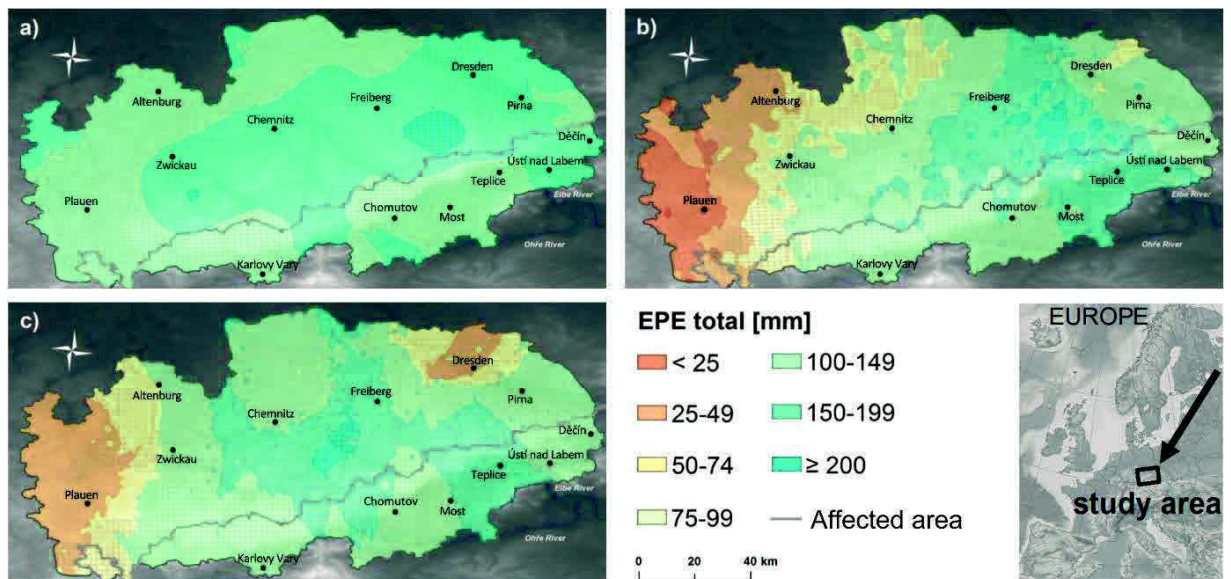 a)
Dresden
Altenburg
Freiberg
Pirna
Chemnitz
Děčín
Zwickau
Ústí nad Labem
Teplice
Elbe River
Plauen
Chomutov
Most
Ohře River
Karlovy Vary
b)
Dresden
Altenburg
Freiberg
Pirna
Chemnitz
Děčín
Zwickau
Ústí nad Labem
Teplice
Elbe River
Plauen
Chomutov
Most
Ohře River
Karlovy Vary
c)
Dresden
Altenburg
Freiberg
Pirna
Chemnitz
Děčín
Zwickau
Ústí nad Labem
Teplice
Elbe River
Plauen
Chomutov
Most
Ohře River
Karlovy Vary
EPE total [mm]
< 25
100-149
25-49
150-199
50-74
≥ 200
75-99
Affected area
0 20 40 km
EUROPE
study area